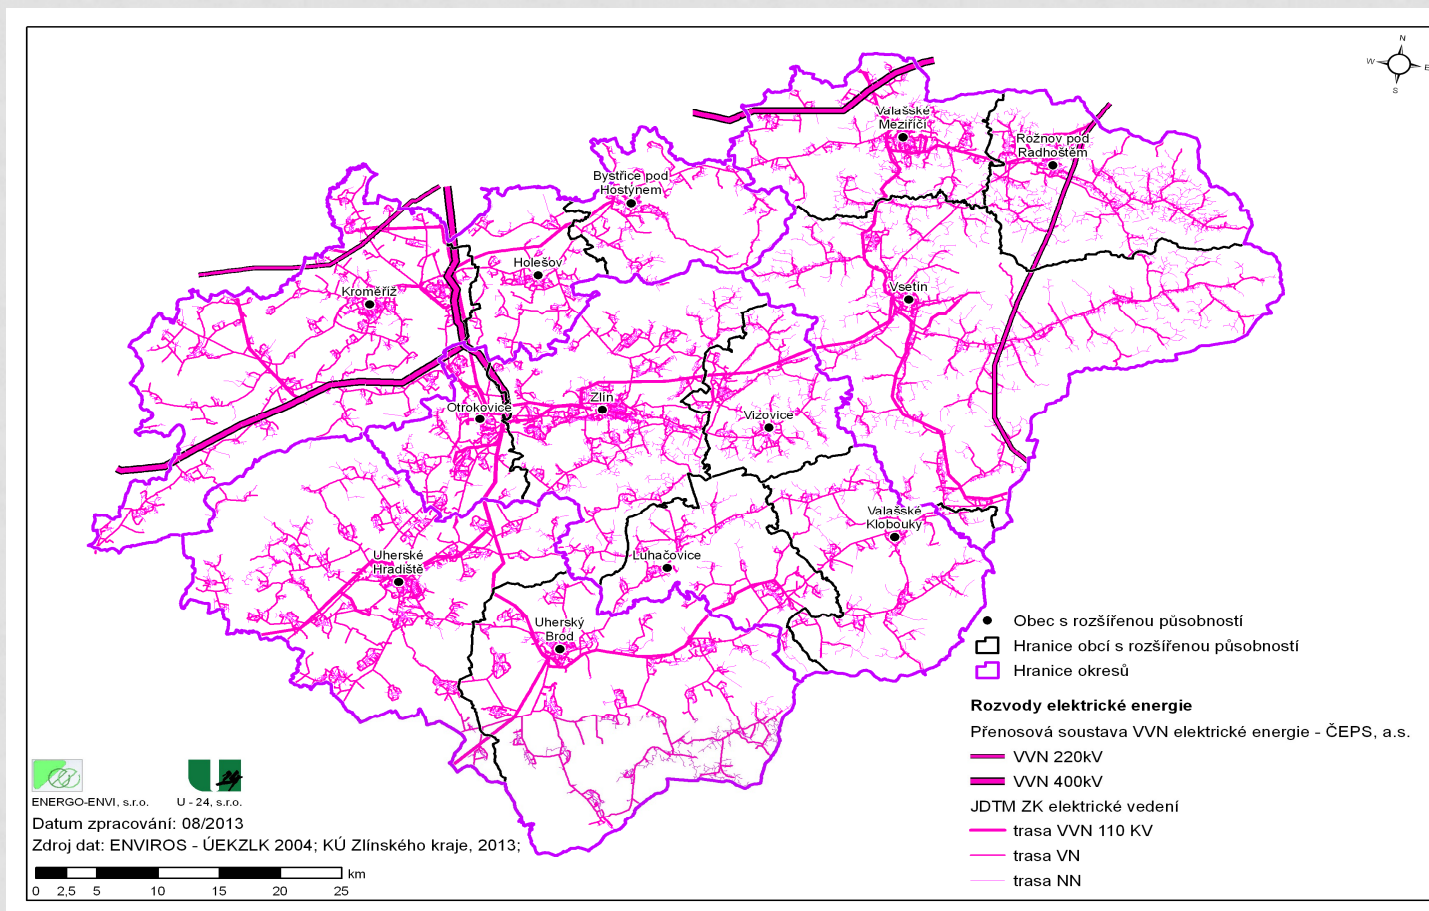 N
W
E
S
Valašské
Meziříčí
Rožnov pod
Radhoštěm
Bystřice pod
Hostýnem
Holešov
Kroměříž
Vsetín
Otrokovice
Zlín
Vizovice
Valašské
Klobouky
Uherské
Hradiště
Luhačovice
Uherský
Brod
Obec s rozšířenou působností
Hranice obcí s rozšířenou působností
Hranice okresů
Rozvody elektrické energie
Přenosová soustava VVN elektrické energie - ČEPS, a.s.
VVN 220kV
VVN 400kV
JDTM ZK elektrické vedení
trasa VVN 110 KV
trasa VN
trasa NN
ENERGO-ENVI, s.r.o.
U - 24, s.r.o.
Datum zpracování: 08/2013
Zdroj dat: ENVIROS - ÚEKZLK 2004; KÚ Zlínského kraje, 2013;
km
0 2,5 5 10 15 20 25